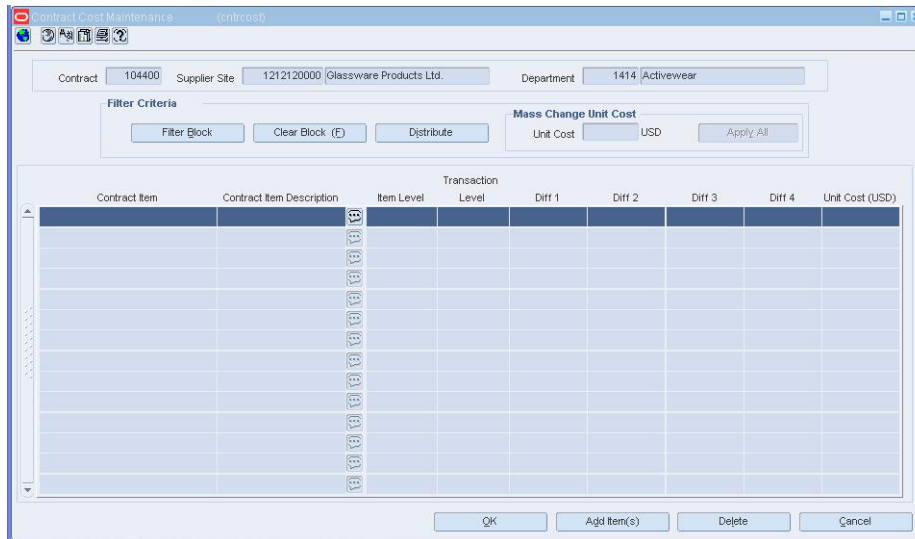 Contract Cost Maintenance (cntrcost)
Contract 104400 Supplier Site 1212120000 Glassware Products Ltd. Department 1414 Activewear
Filter Criteria
Filter Block Clear Block (F) Distribute
Mass Change Unit Cost
Unit Cost USD Apply All
Transaction
Contract Item Contract Item Description Item Level Level Diff 1 Diff 2 Diff 3 Diff 4 Unit Cost (USD)
OK Add Item(s) Delete Cancel